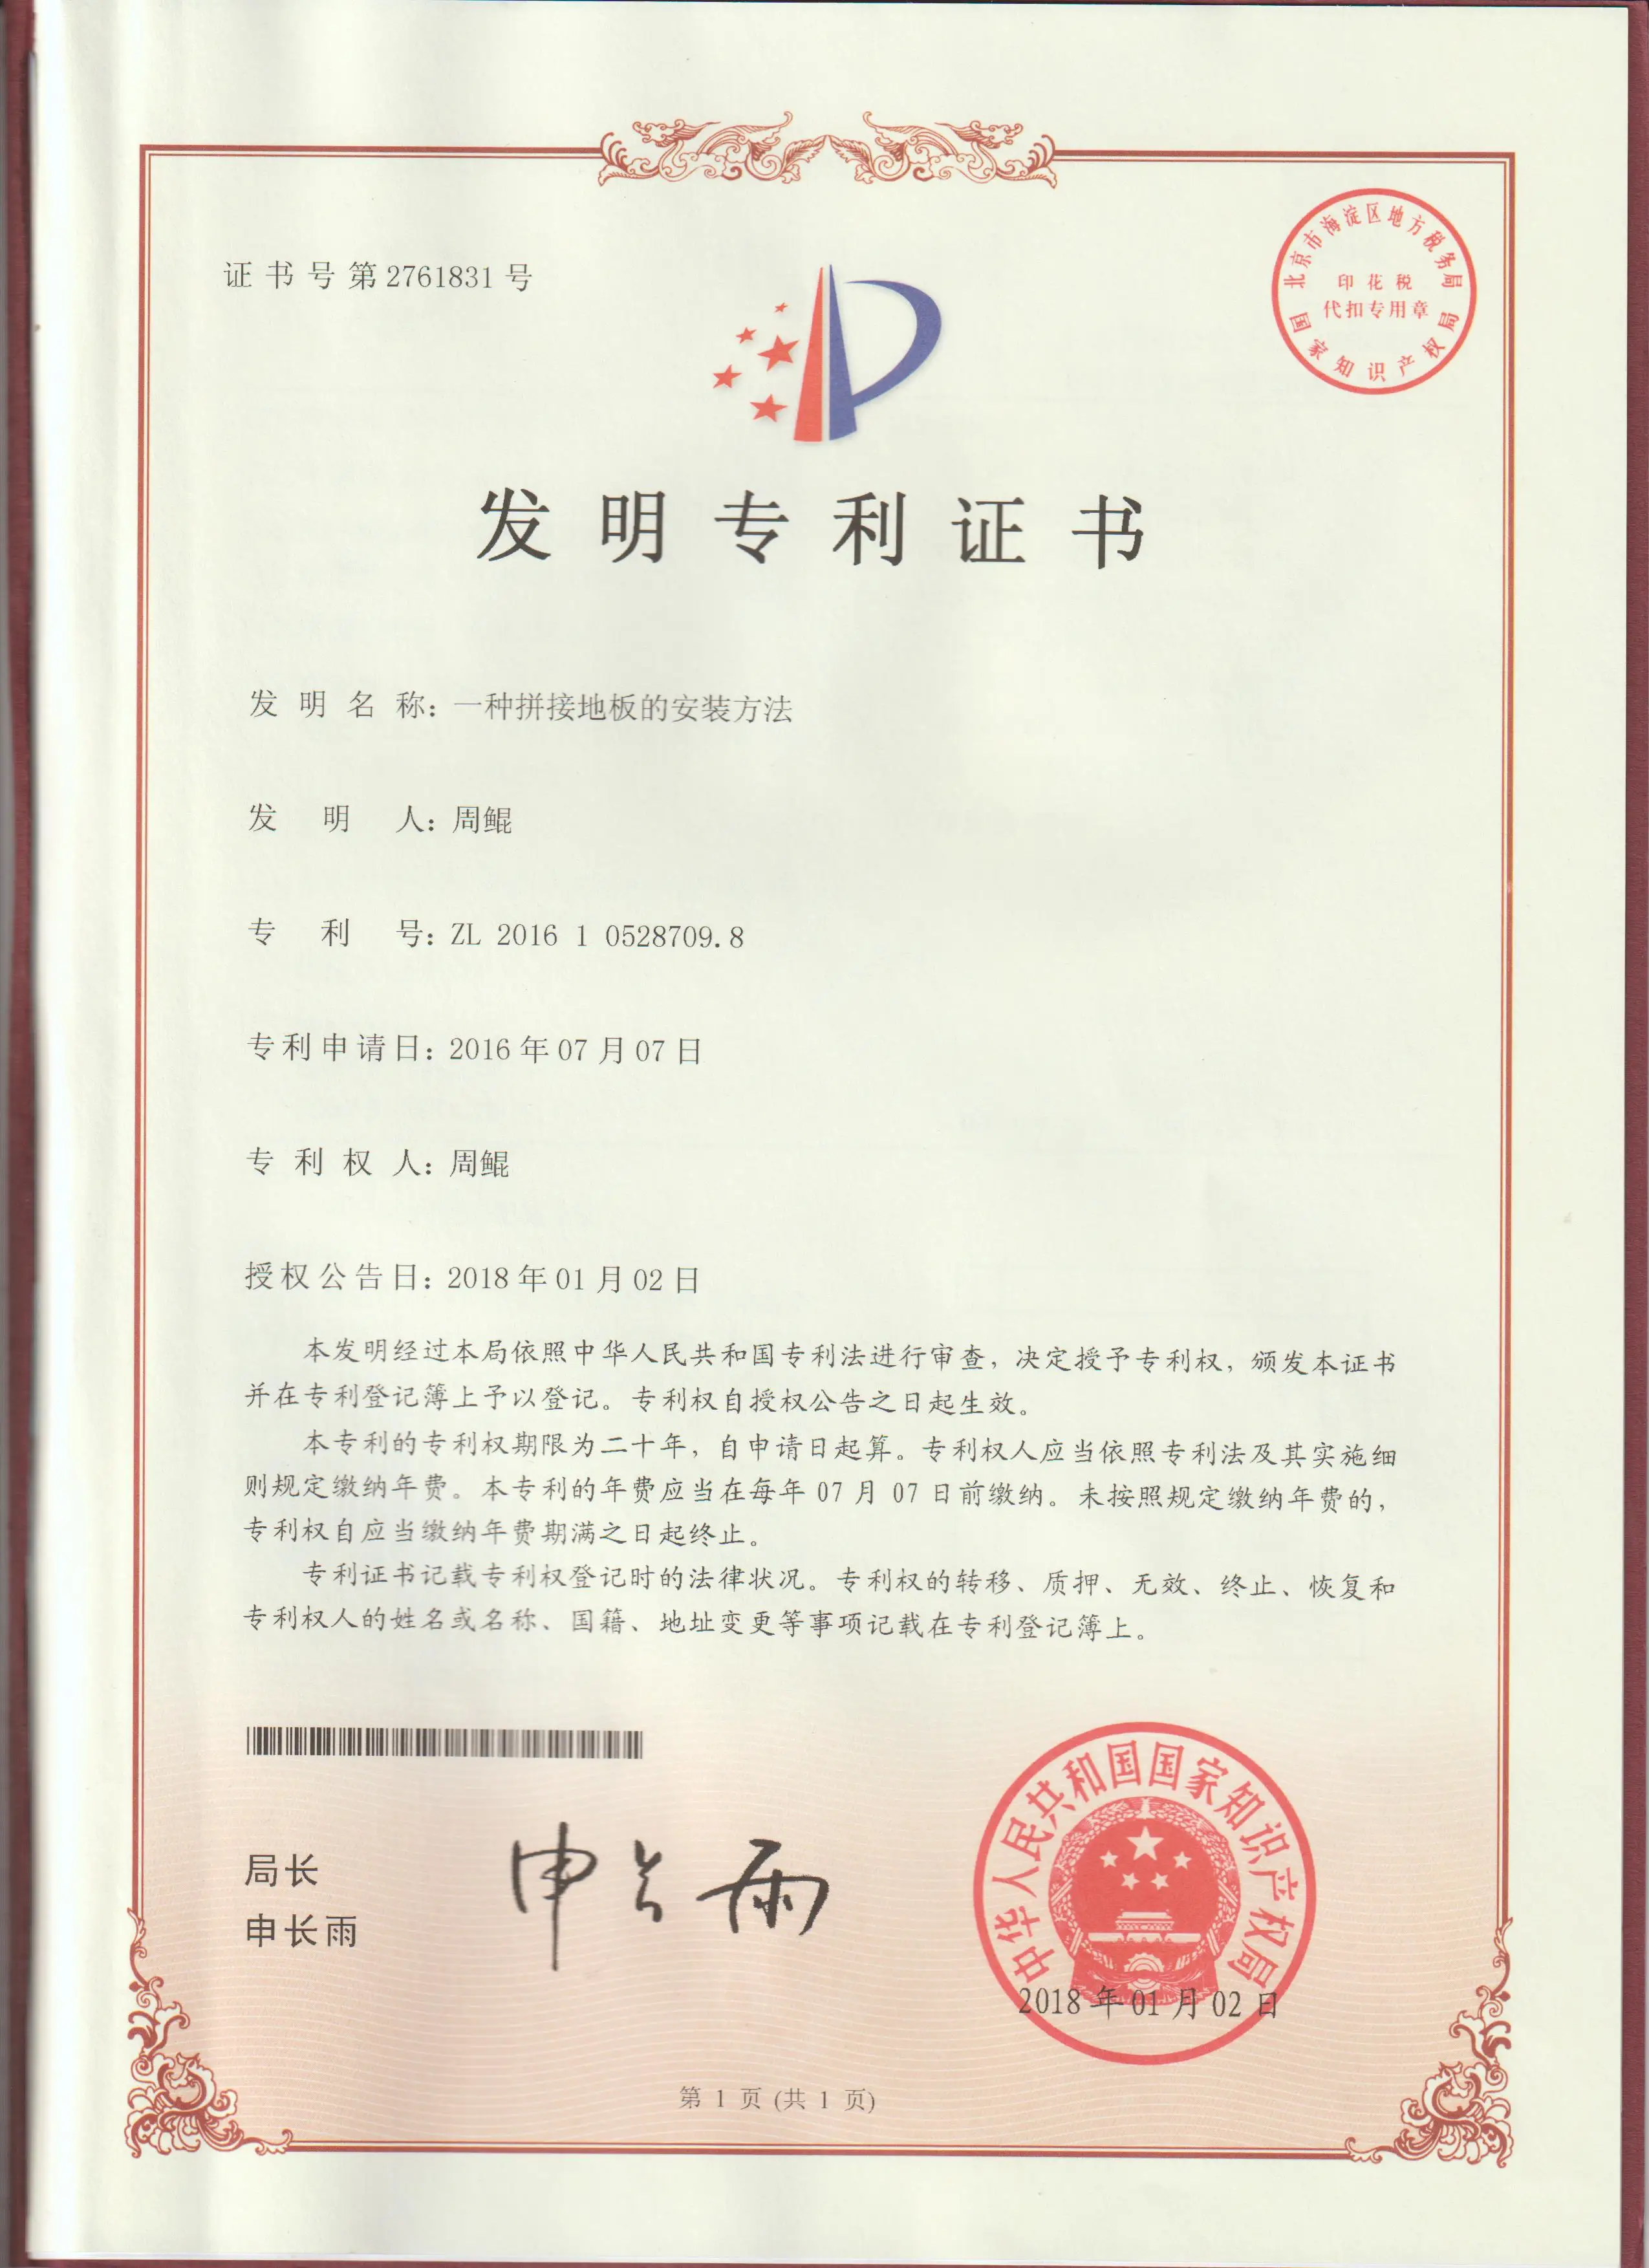 证书号第2761831号
北京市海淀区地方税务局
印花税
代扣专用章
国家知识产权局
发明专利证书
发明名称：一种拼接地板的安装方法
发明人：周鲲
专利号：ZL 2016 1 0528709.8
专利申请日：2016年07月07日
专利权人：周鲲
授权公告日：2018年01月02日
本发明经过本局依照中华人民共和国专利法进行审查，决定授予专利权，颁发本证书
并在专利登记簿上予以登记。专利权自授权公告之日起生效。
本专利的专利权期限为二十年，自申请日起算。专利权人应当依照专利法及其实施细
则规定缴纳年费。本专利的年费应当在每年07月07日前缴纳。未按照规定缴纳年费的，
专利权自应当缴纳年费期满之日起终止。
专利证书记载专利权登记时的法律状况。专利权的转移、质押、无效、终止、恢复和
专利权人的姓名或名称、国籍、地址变更等事项记载在专利登记簿上。
局长
申长雨
申长雨
中华人民共和国国家知识产权局
2018年01月02日
第 1 页 (共 1 页)